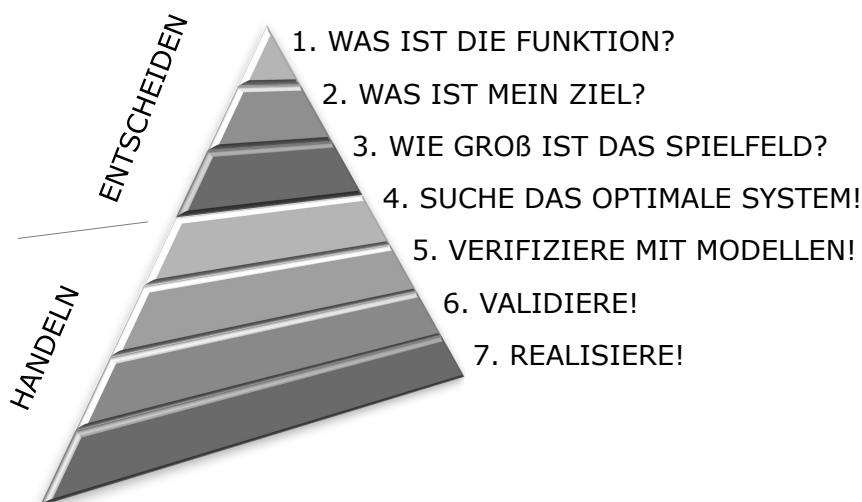 ENTSCHEIDEN
1. WAS IST DIE FUNKTION?
2. WAS IST MEIN ZIEL?
3. WIE GROß IST DAS SPIELFELD?
4. SUCHE DAS OPTIMALE SYSTEM!
HANDELN
5. VERIFIZIERE MIT MODELLEN!
6. VALIDIERE!
7. REALISIERE!